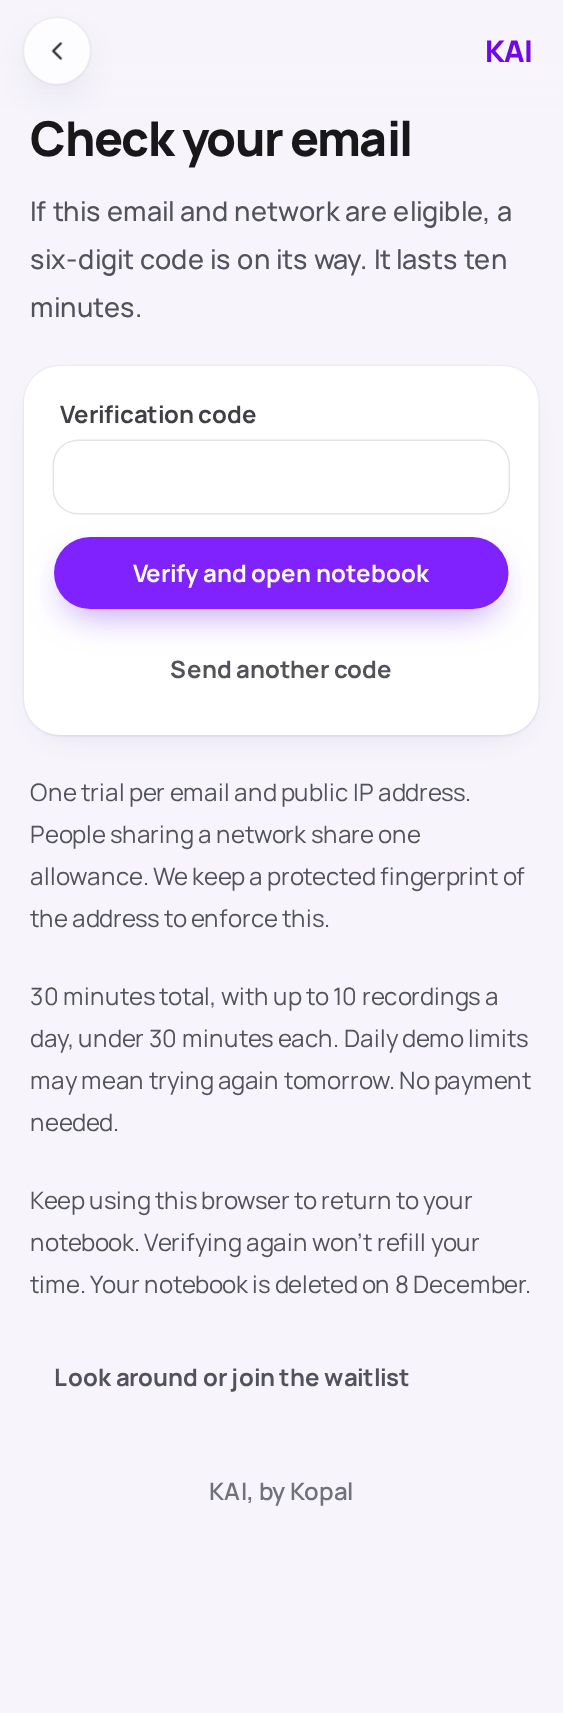 KAI
Check your email
If this email and network are eligible, a
six-digit code is on its way. It lasts ten
minutes.
Verification code
Verify and open notebook
Send another code
One trial per email and public IP address.
People sharing a network share one
allowance. We keep a protected fingerprint of
the address to enforce this.
30 minutes total, with up to 10 recordings a
day, under 30 minutes each. Daily demo limits
may mean trying again tomorrow. No payment
needed.
Keep using this browser to return to your
notebook. Verifying again won’t refill your
time. Your notebook is deleted on 8 December.
Look around or join the waitlist
KAI, by Kopal